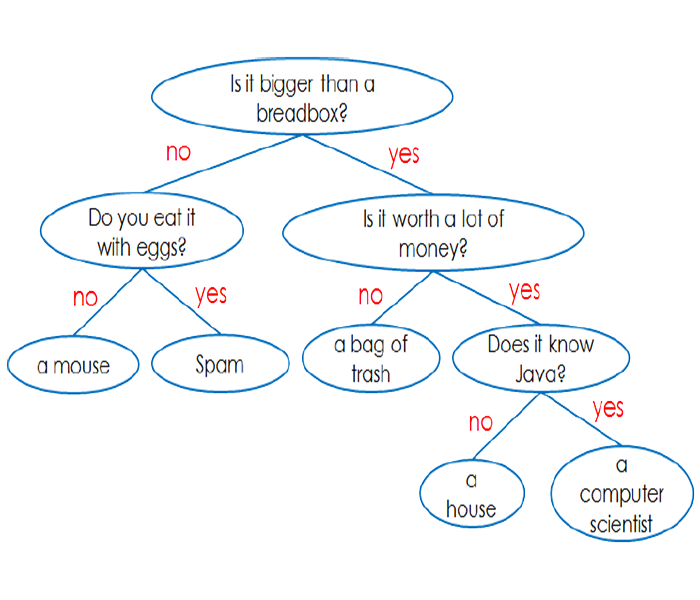 Is it bigger than a
breadbox?
no
yes
Do you eat it
with eggs?
Is it worth a lot of
money?
no
yes
no
yes
a mouse
Spam
a bag of
trash
Does it know
Java?
no
yes
a
house
a
computer
scientist